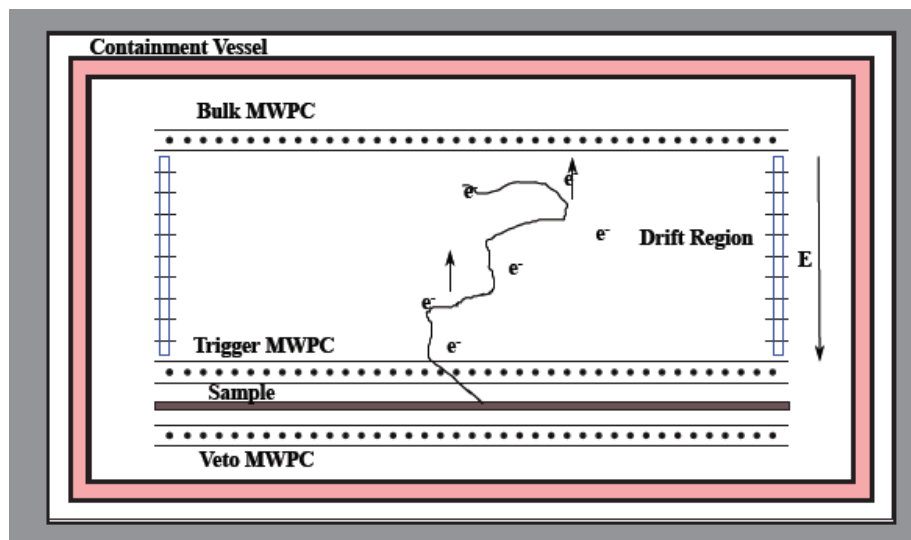 Containment Vessel
Bulk MWPC
e⁻
e⁻
e⁻
Drift Region
E
e⁻
e⁻
Trigger MWPC
e⁻
Sample
Veto MWPC